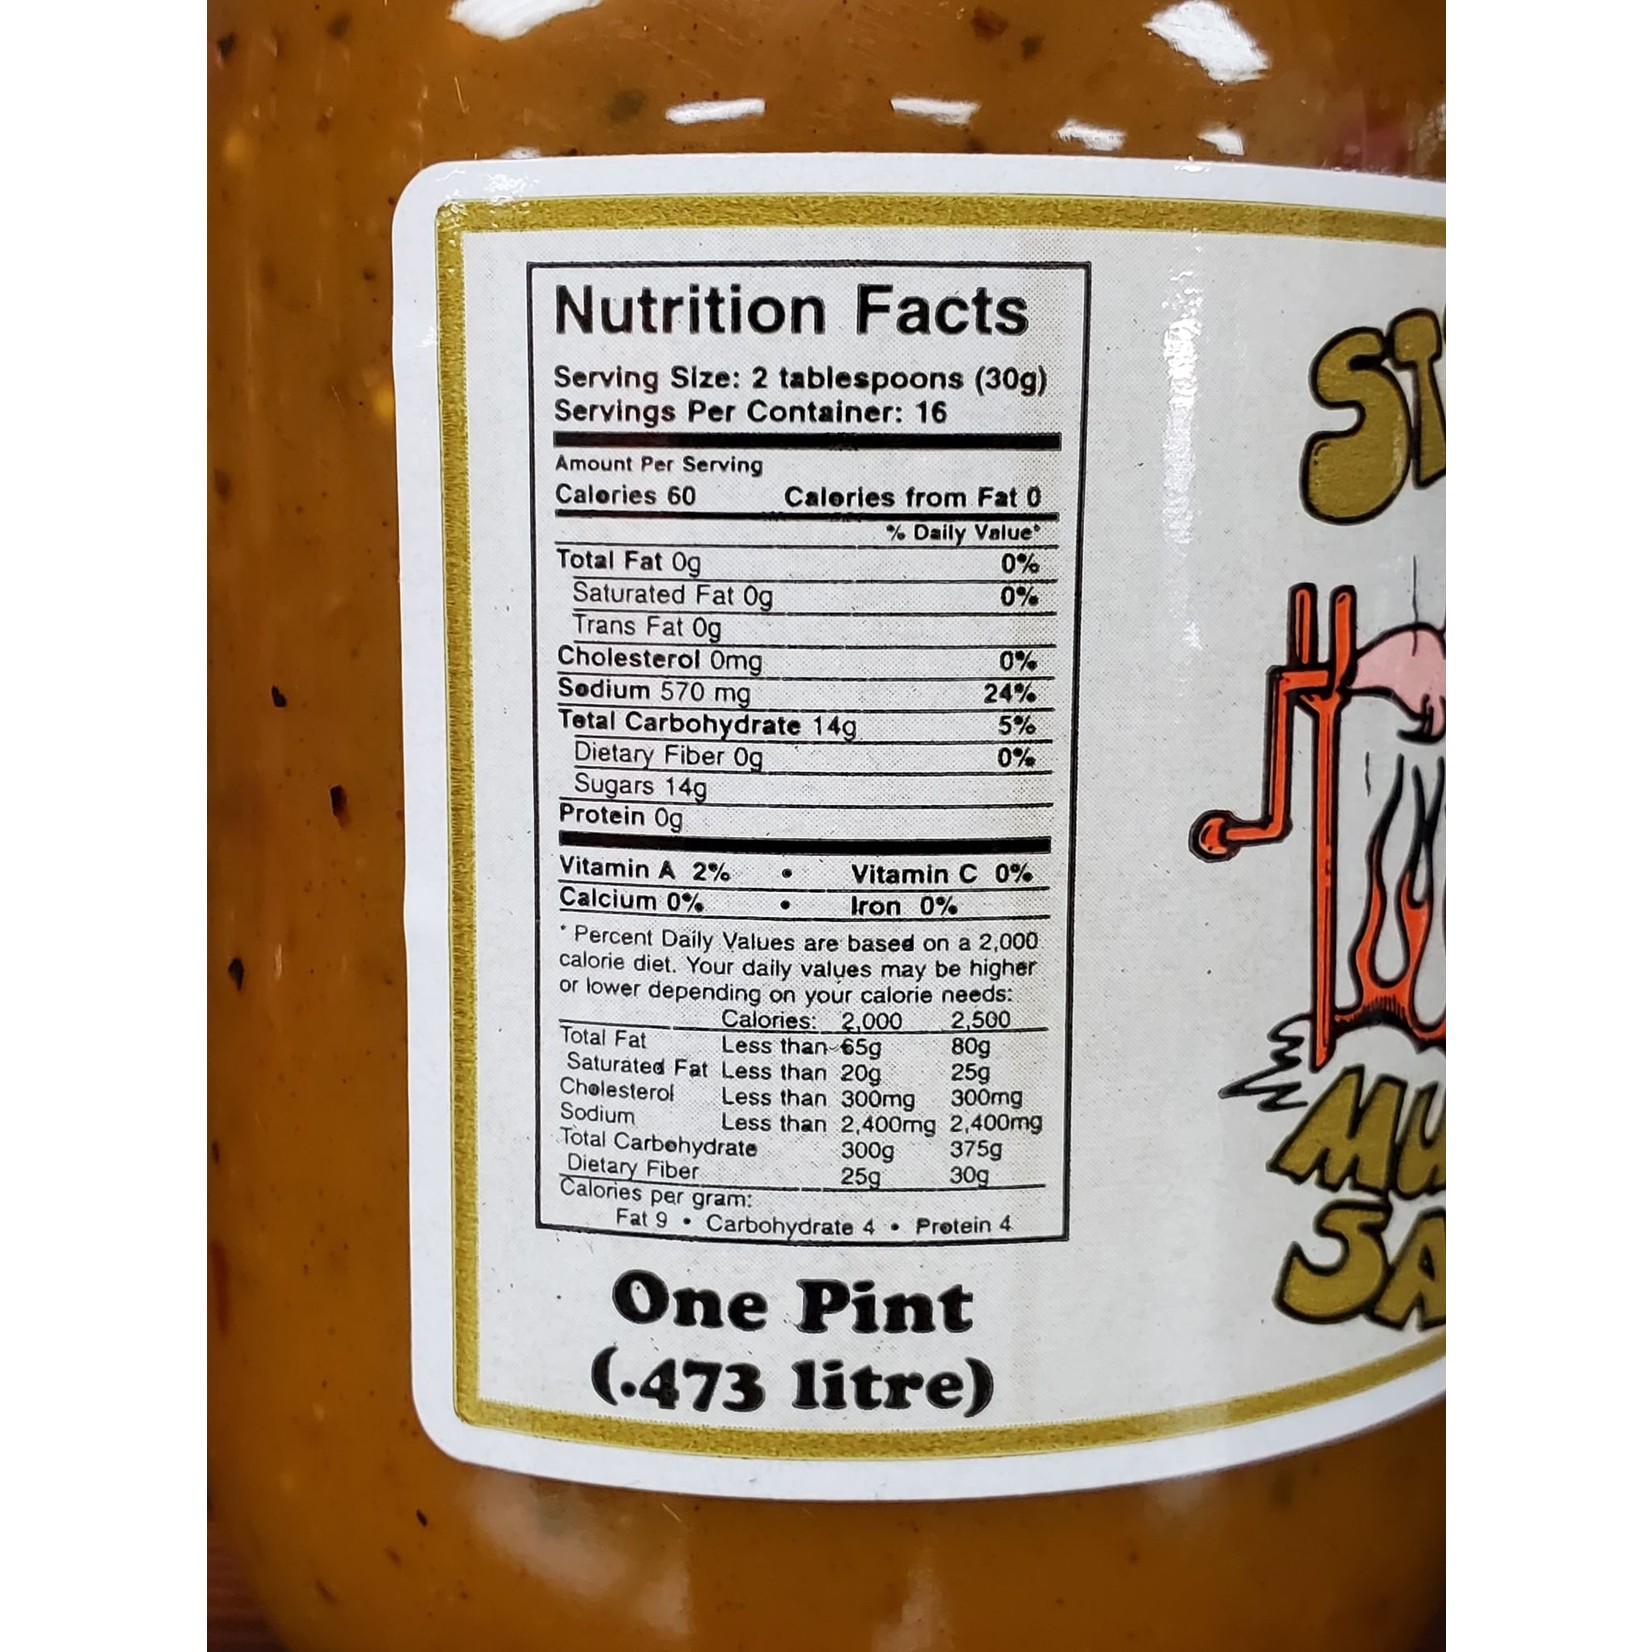 Nutrition Facts
Serving Size: 2 tablespoons (30g)
Servings Per Container: 16
Amount Per Serving
Calories 60 Calories from Fat 0
% Daily Value*
Total Fat 0g 0%
Saturated Fat 0g 0%
Trans Fat 0g
Cholesterol 0mg 0%
Sodium 570 mg 24%
Total Carbohydrate 14g 5%
Dietary Fiber 0g 0%
Sugars 14g
Protein 0g
Vitamin A 2% • Vitamin C 0%
Calcium 0% • Iron 0%
* Percent Daily Values are based on a 2,000
calorie diet. Your daily values may be higher
or lower depending on your calorie needs:
Calories: 2,000 2,500
Total Fat Less than 65g 80g
Saturated Fat Less than 20g 25g
Cholesterol Less than 300mg 300mg
Sodium Less than 2,400mg 2,400mg
Total Carbohydrate 300g 375g
Dietary Fiber 25g 30g
Calories per gram:
Fat 9 • Carbohydrate 4 • Protein 4
One Pint
(.473 litre)